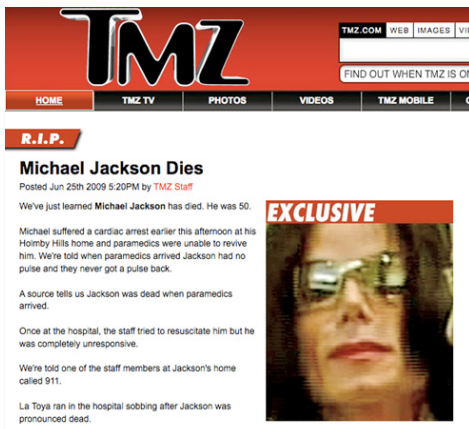 TMZ
TMZ.COM WEB IMAGES
FIND OUT WHEN TMZ IS
HOME TMZ TV PHOTOS VIDEOS TMZ MOBILE
R.I.P.
Michael Jackson Dies
Posted Jun 25th 2009 5:20PM by TMZ Staff
We've just learned Michael Jackson has died. He was 50.
EXCLUSIVE
Michael suffered a cardiac arrest earlier this afternoon at his
Holmby Hills home and paramedics were unable to revive
him. We're told when paramedics arrived Jackson had no
pulse and they never got a pulse back.
A source tells us Jackson was dead when paramedics
arrived.
Once at the hospital, the staff tried to resuscitate him but he
was completely unresponsive.
We're told one of the staff members at Jackson's home
called 911.
La Toya ran in the hospital sobbing after Jackson was
pronounced dead.